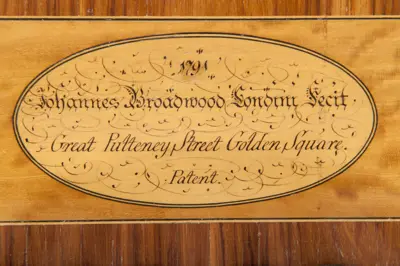 1791
Johannes Broadwood Londini Fecit
Great Pulteney Street Golden Square.
Patent.